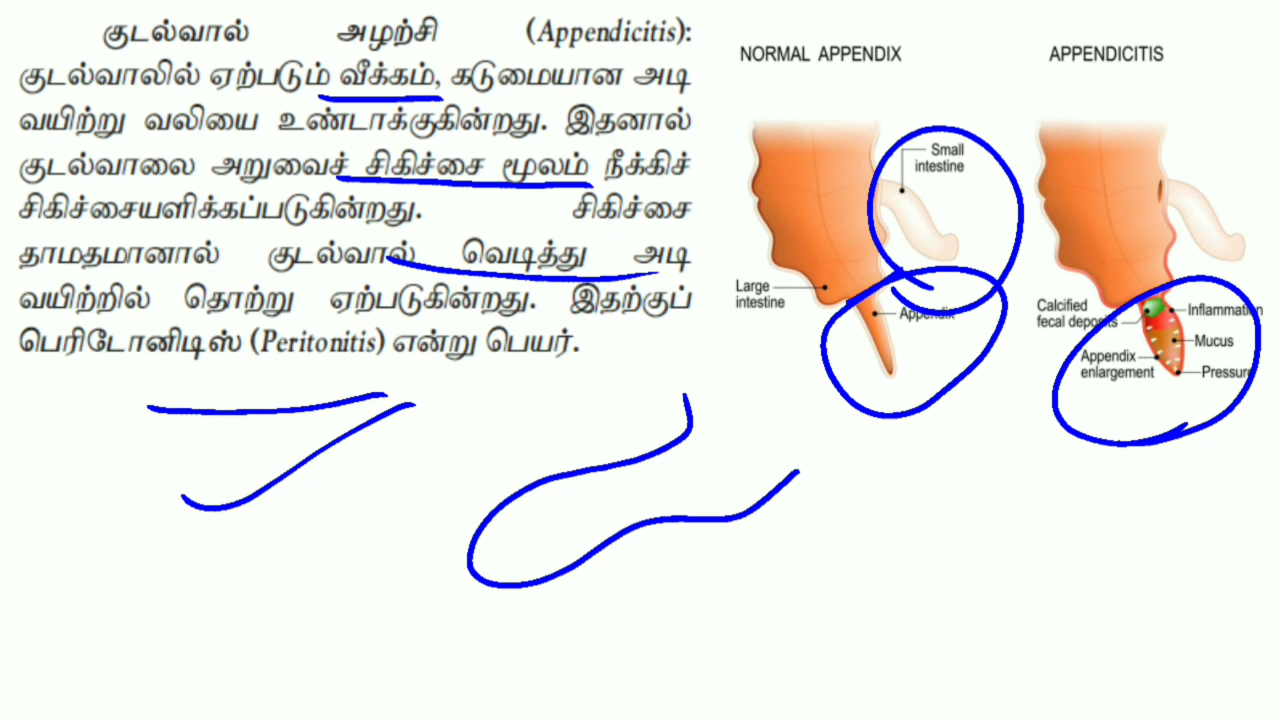 குடல்வால் அழற்சி (Appendicitis):
குடல்வாலில் ஏற்படும் வீக்கம், கடுமையான அடி
வயிற்று வலியை உண்டாக்குகின்றது. இதனால்
குடல்வாலை அறுவைச் சிகிச்சை மூலம் நீக்கிச்
சிகிச்சையளிக்கப்படுகின்றது. சிகிச்சை
தாமதமானால் குடல்வால் வெடித்து அடி
வயிற்றில் தொற்று ஏற்படுகின்றது. இதற்குப்
பெரிடோனிடிஸ் (Peritonitis) என்று பெயர்.
NORMAL APPENDIX
Small
intestine
Large
intestine
Appendix
APPENDICITIS
Calcified
fecal deposits
Inflammation
Mucus
Appendix
enlargement
Pressure